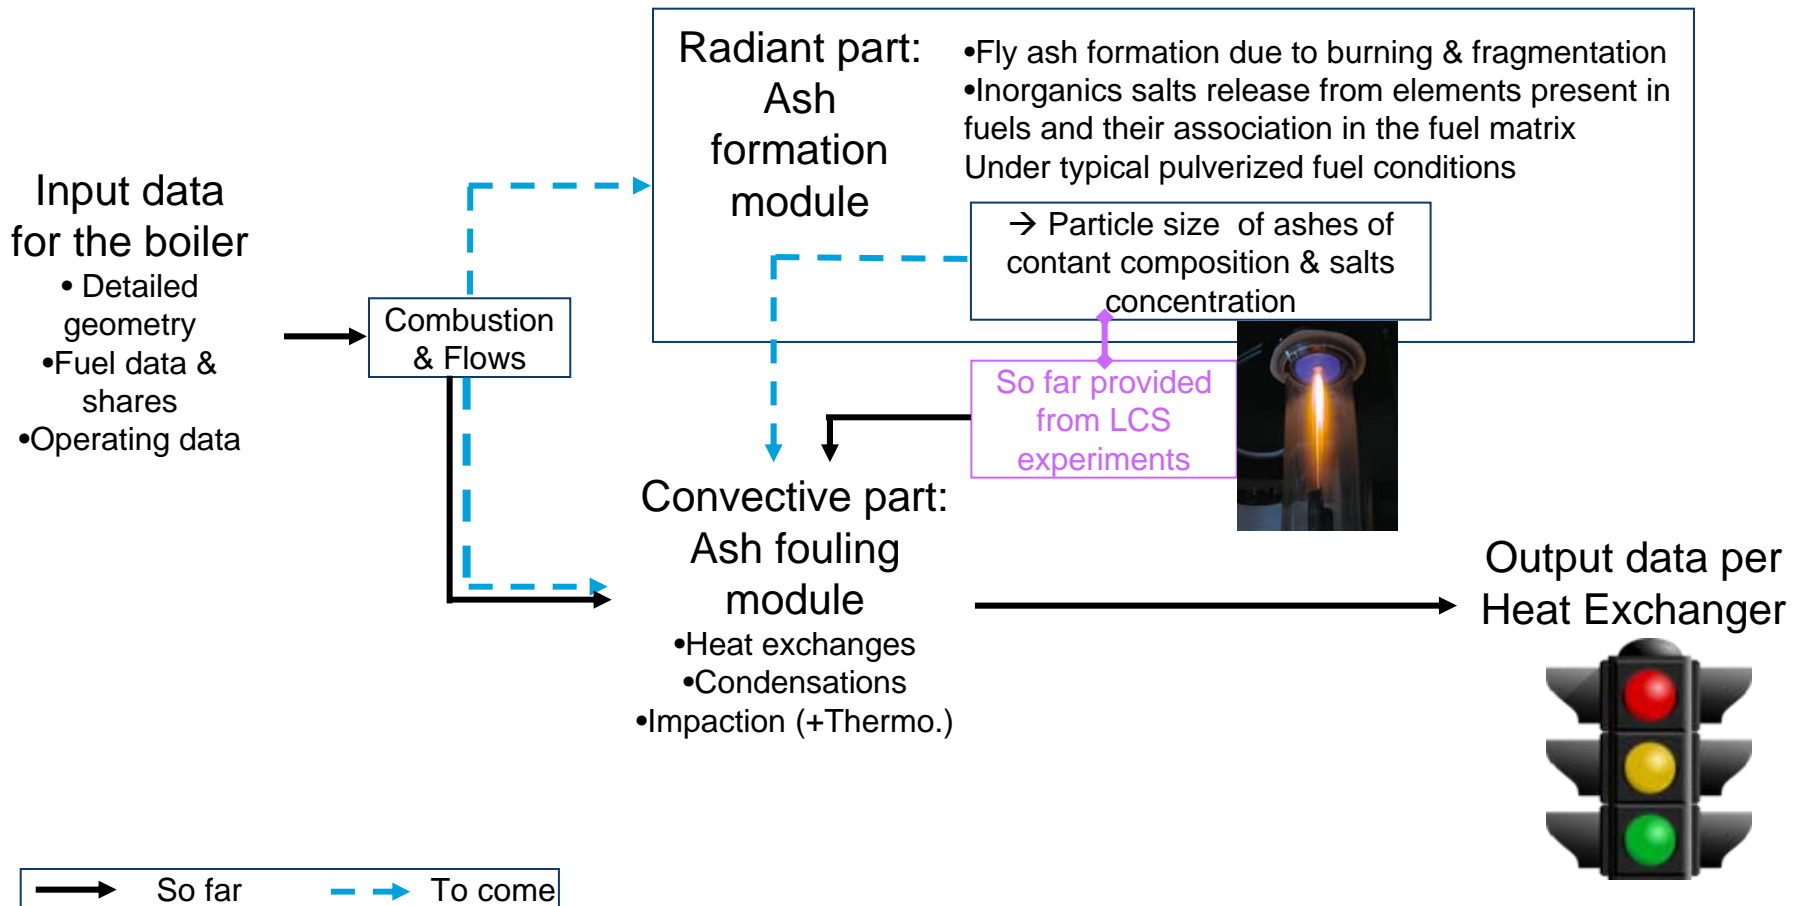 Input data
for the boiler
• Detailed
geometry
•Fuel data &
shares
•Operating data
Combustion
& Flows
Radiant part:
Ash
formation
module
•Fly ash formation due to burning & fragmentation
•Inorganics salts release from elements present in
fuels and their association in the fuel matrix
Under typical pulverized fuel conditions
→ Particle size of ashes of
contant composition & salts
concentration
So far provided
from LCS
experiments
Convective part:
Ash fouling
module
•Heat exchanges
•Condensations
•Impaction (+Thermo.)
Output data per
Heat Exchanger
So far
To come